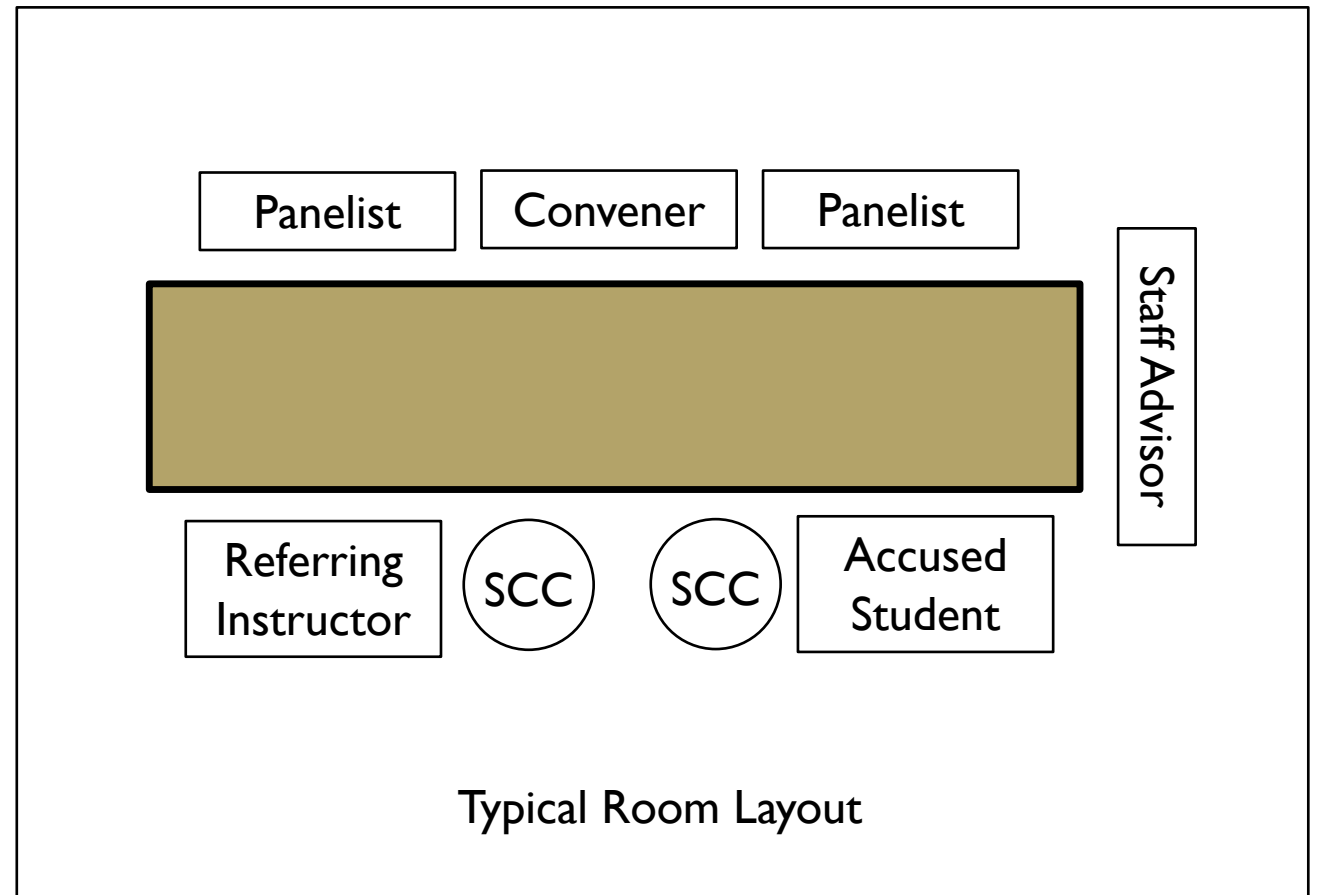 Panelist
Convener
Panelist
Staff Advisor
Referring
Instructor
SCC
SCC
Accused
Student
Typical Room Layout